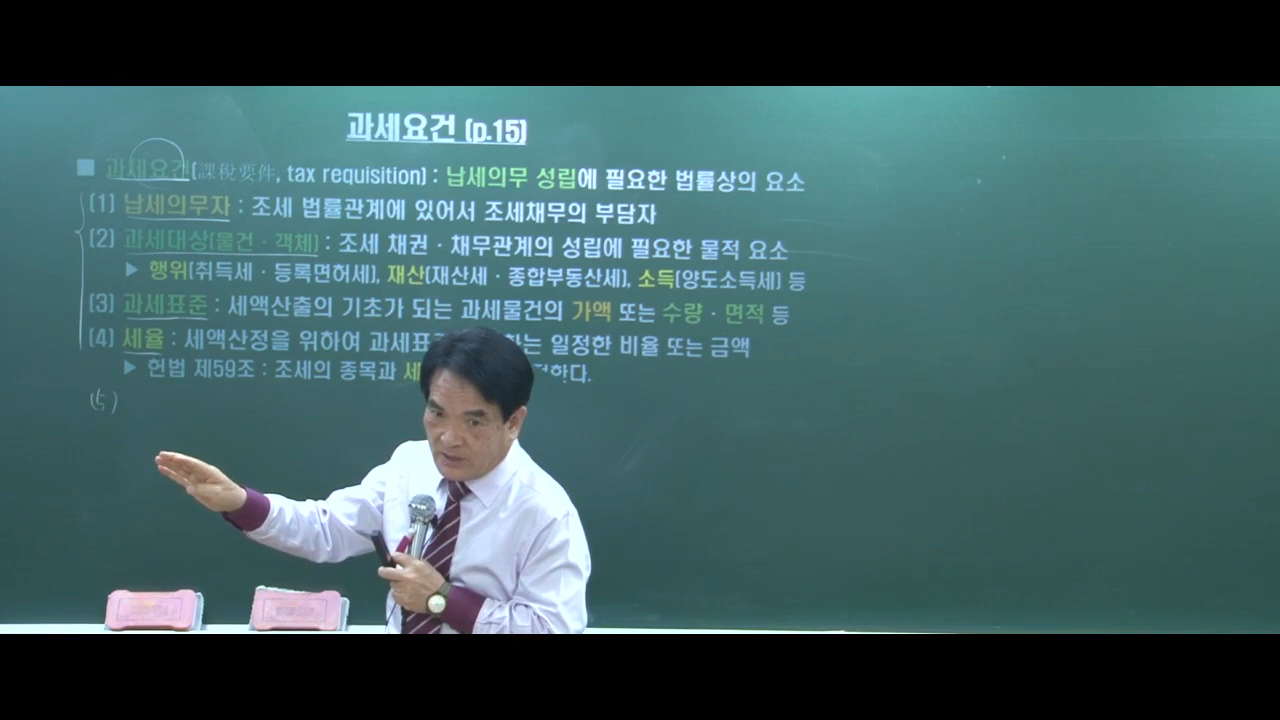 과세요건 (p.15)
■ 과세요건(課稅要件, tax requisition) : 납세의무 성립에 필요한 법률상의 요소
(1) 납세의무자 : 조세 법률관계에 있어서 조세채무의 부담자
(2) 과세대상(물건 · 객체) : 조세 채권 · 채무관계의 성립에 필요한 물적 요소
▶ 행위(취득세 · 등록면허세), 재산(재산세 · 종합부동산세), 소득(양도소득세) 등
(3) 과세표준 : 세액산출의 기초가 되는 과세물건의 가액 또는 수량 · 면적 등
(4) 세율 : 세액산정을 위하여 과세표 하는 일정한 비율 또는 금액
▶ 헌법 제59조 : 조세의 종목과 세 정한다.
(5)